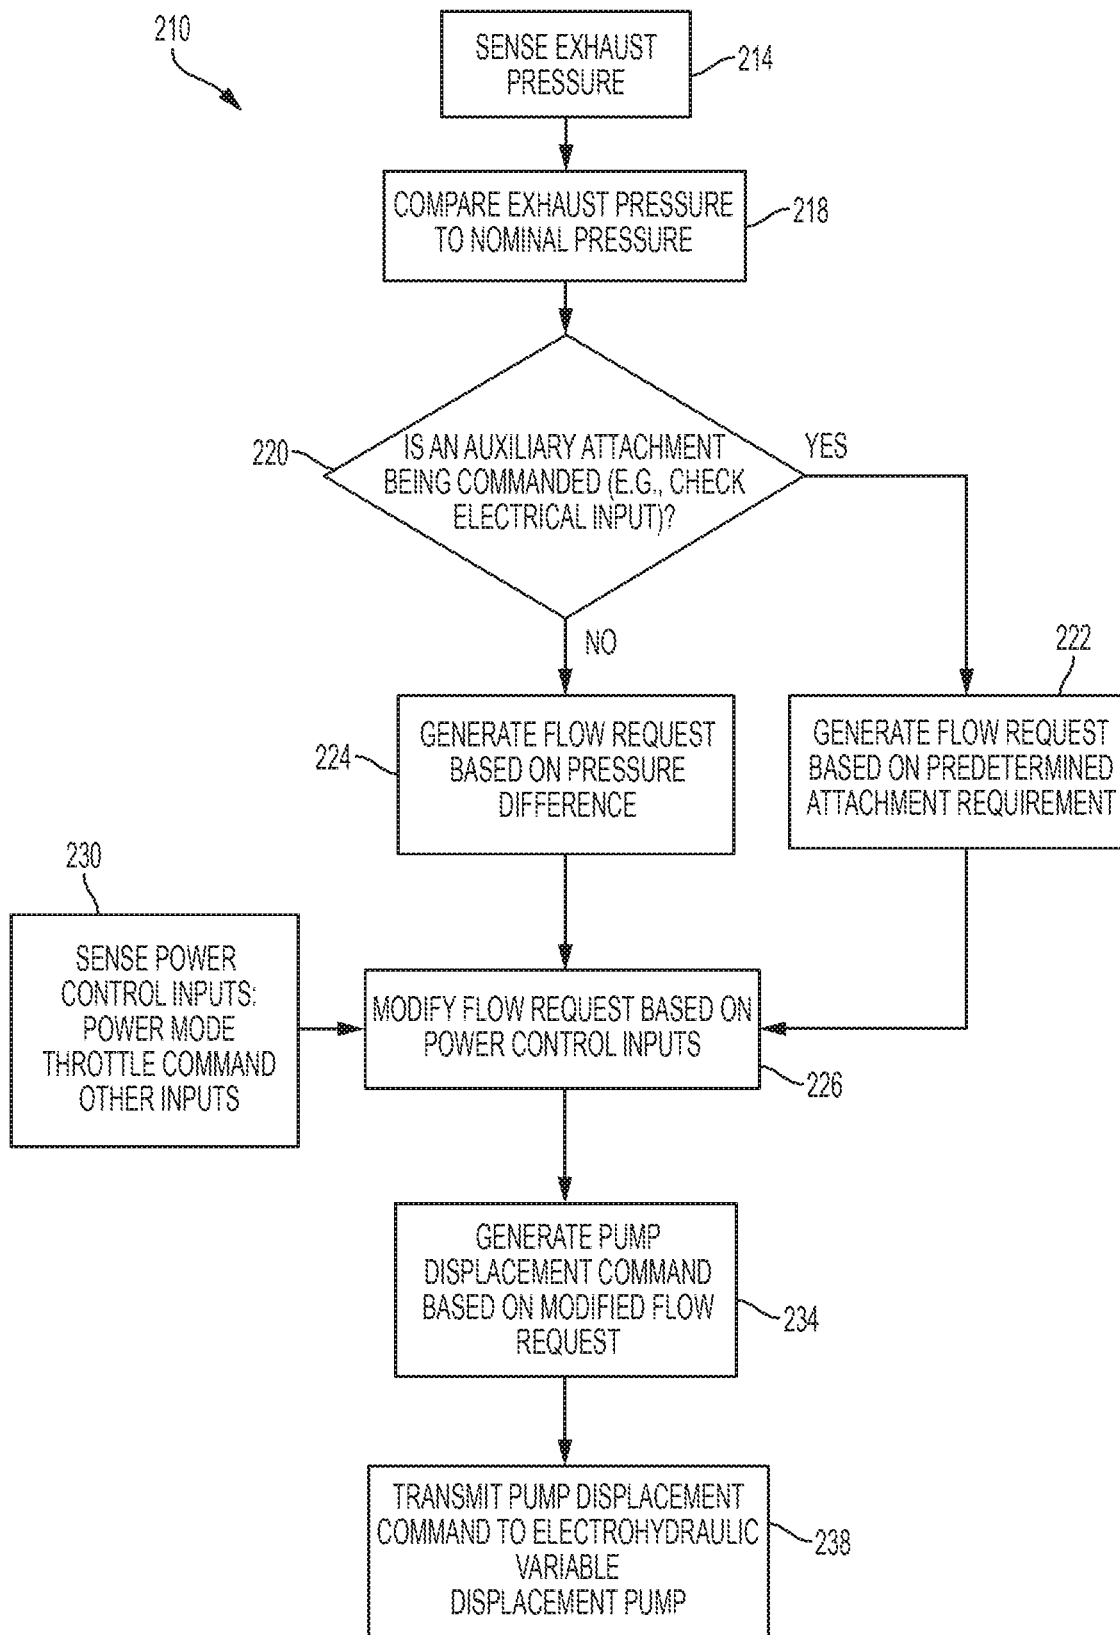 210
SENSE EXHAUST
PRESSURE
214
COMPARE EXHAUST PRESSURE
TO NOMINAL PRESSURE
218
220
IS AN AUXILIARY ATTACHMENT
BEING COMMANDED (E.G., CHECK
ELECTRICAL INPUT)?
YES
NO
222
224
GENERATE FLOW REQUEST
BASED ON PRESSURE
DIFFERENCE
GENERATE FLOW REQUEST
BASED ON PREDETERMINED
ATTACHMENT REQUIREMENT
230
SENSE POWER
CONTROL INPUTS:
POWER MODE
THROTTLE COMMAND
OTHER INPUTS
MODIFY FLOW REQUEST BASED ON
POWER CONTROL INPUTS
226
GENERATE PUMP
DISPLACEMENT COMMAND
BASED ON MODIFIED FLOW
REQUEST
234
TRANSMIT PUMP DISPLACEMENT
COMMAND TO ELECTROHYDRAULIC
VARIABLE
DISPLACEMENT PUMP
238